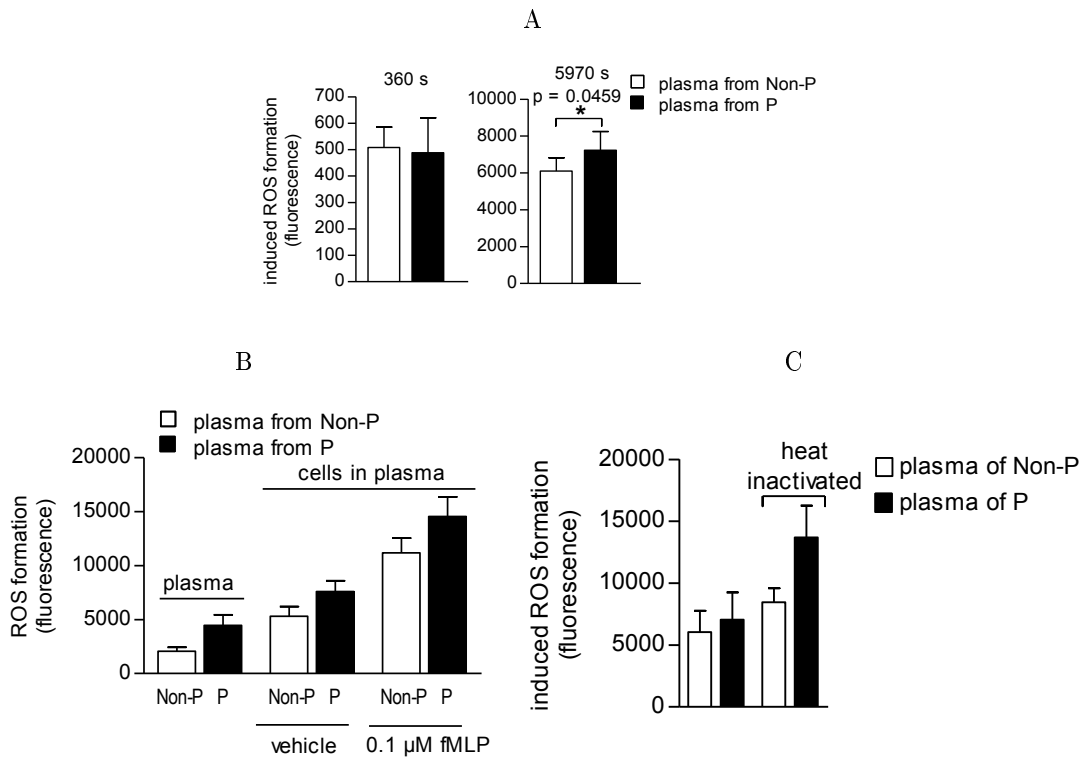 A
360 s
5970 s
p = 0.0459
*
plasma from Non-P
plasma from P
induced ROS formation
(fluorescence)
700
600
500
400
300
200
100
0
10000
8000
6000
4000
2000
0
B
plasma from Non-P
plasma from P
cells in plasma
plasma
ROS formation
(fluorescence)
20000
15000
10000
5000
0
Non-P P Non-P P Non-P P
vehicle 0.1 µM fMLP
C
heat
inactivated
plasma of Non-P
plasma of P
induced ROS formation
(fluorescence)
20000
15000
10000
5000
0